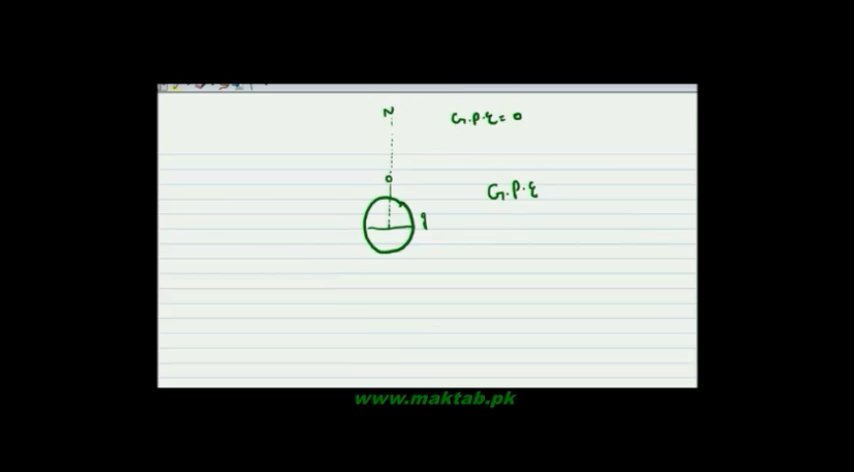 N
G.P.E = 0
O
G.P.E
www.maktab.pk